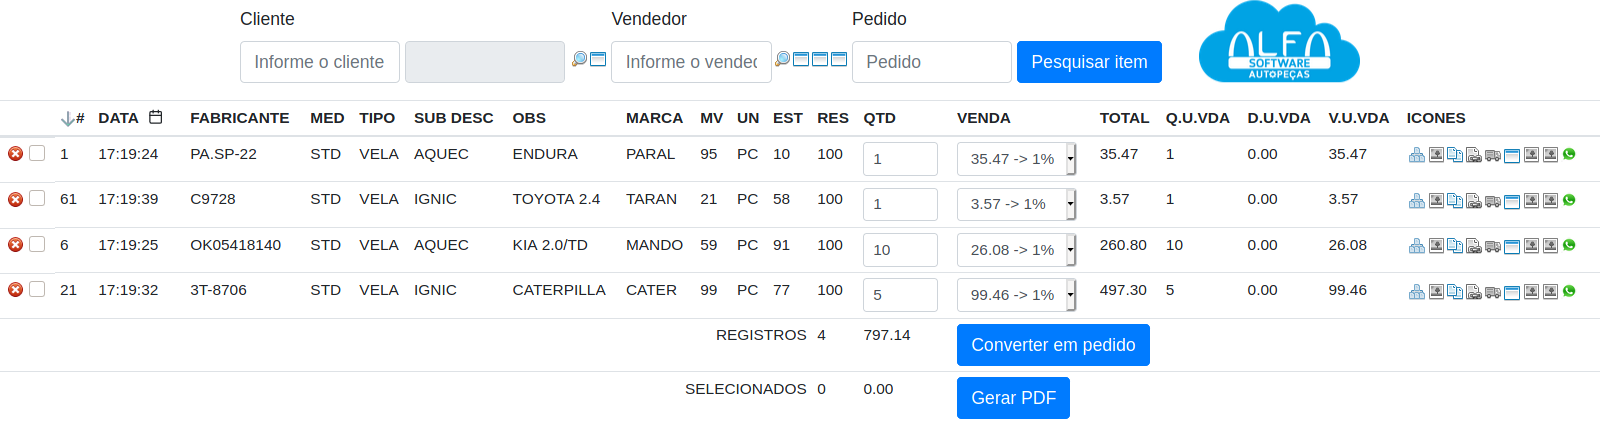 Cliente Vendedor Pedido
Informe o cliente Informe o vendec Pedido Pesquisar item
ALFA
SOFTWARE
AUTOPEÇAS
# DATA FABRICANTE MED TIPO SUB DESC OBS MARCA MV UN EST RES QTD VENDA TOTAL Q.U.VDA D.U.VDA V.U.VDA ICONES
1 17:19:24 PA.SP-22 STD VELA AQUEC ENDURA PARAL 95 PC 10 100 1 35.47 -> 1% 35.47 1 0.00 35.47
61 17:19:39 C9728 STD VELA IGNIC TOYOTA 2.4 TARAN 21 PC 58 100 1 3.57 -> 1% 3.57 1 0.00 3.57
6 17:19:25 OK05418140 STD VELA AQUEC KIA 2.0/TD MANDO 59 PC 91 100 10 26.08 -> 1% 260.80 10 0.00 26.08
21 17:19:32 3T-8706 STD VELA IGNIC CATERPILLA CATER 99 PC 77 100 5 99.46 -> 1% 497.30 5 0.00 99.46
REGISTROS 4 797.14 Converter em pedido
SELECIONADOS 0 0.00 Gerar PDF